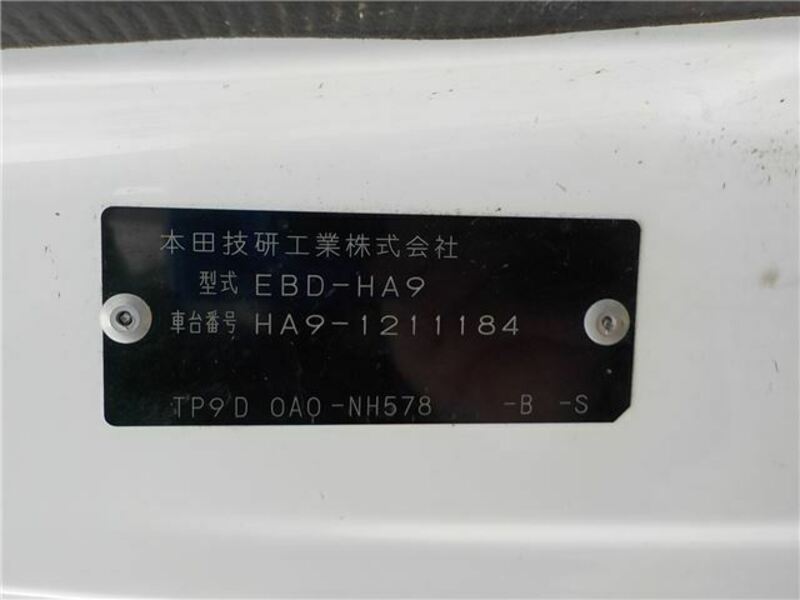 本田技研工業株式会社
型式 EBD-HA9
車台番号 HA9-1211184
TP9D 0A0-NH578 -B -S